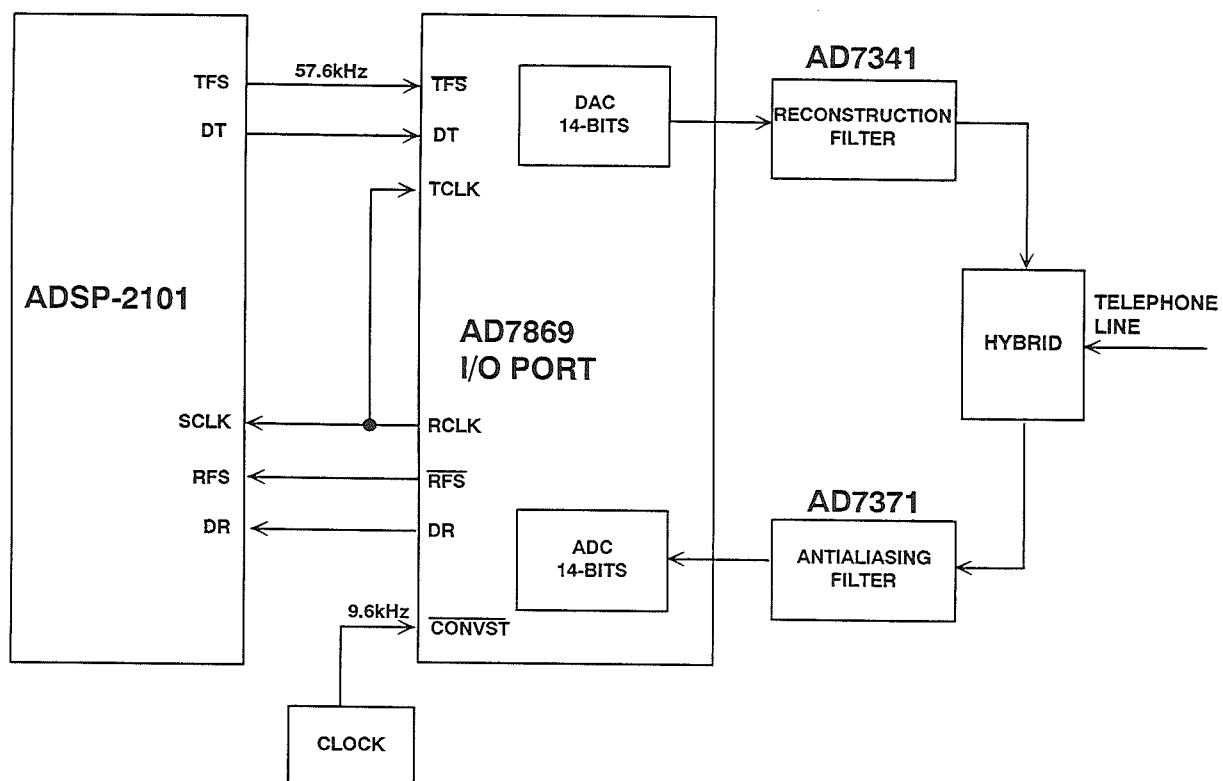 AD7341
TFS
57.6kHz
TFS
DT
DT
TCLK
DAC
14-BITS
RECONSTRUCTION
FILTER
ADSP-2101
AD7869
I/O PORT
HYBRID
TELEPHONE
LINE
SCLK
RCLK
RFS
RFS
DR
DR
ADC
14-BITS
AD7371
ANTIALIASING
FILTER
9.6kHz
CONVST
CLOCK